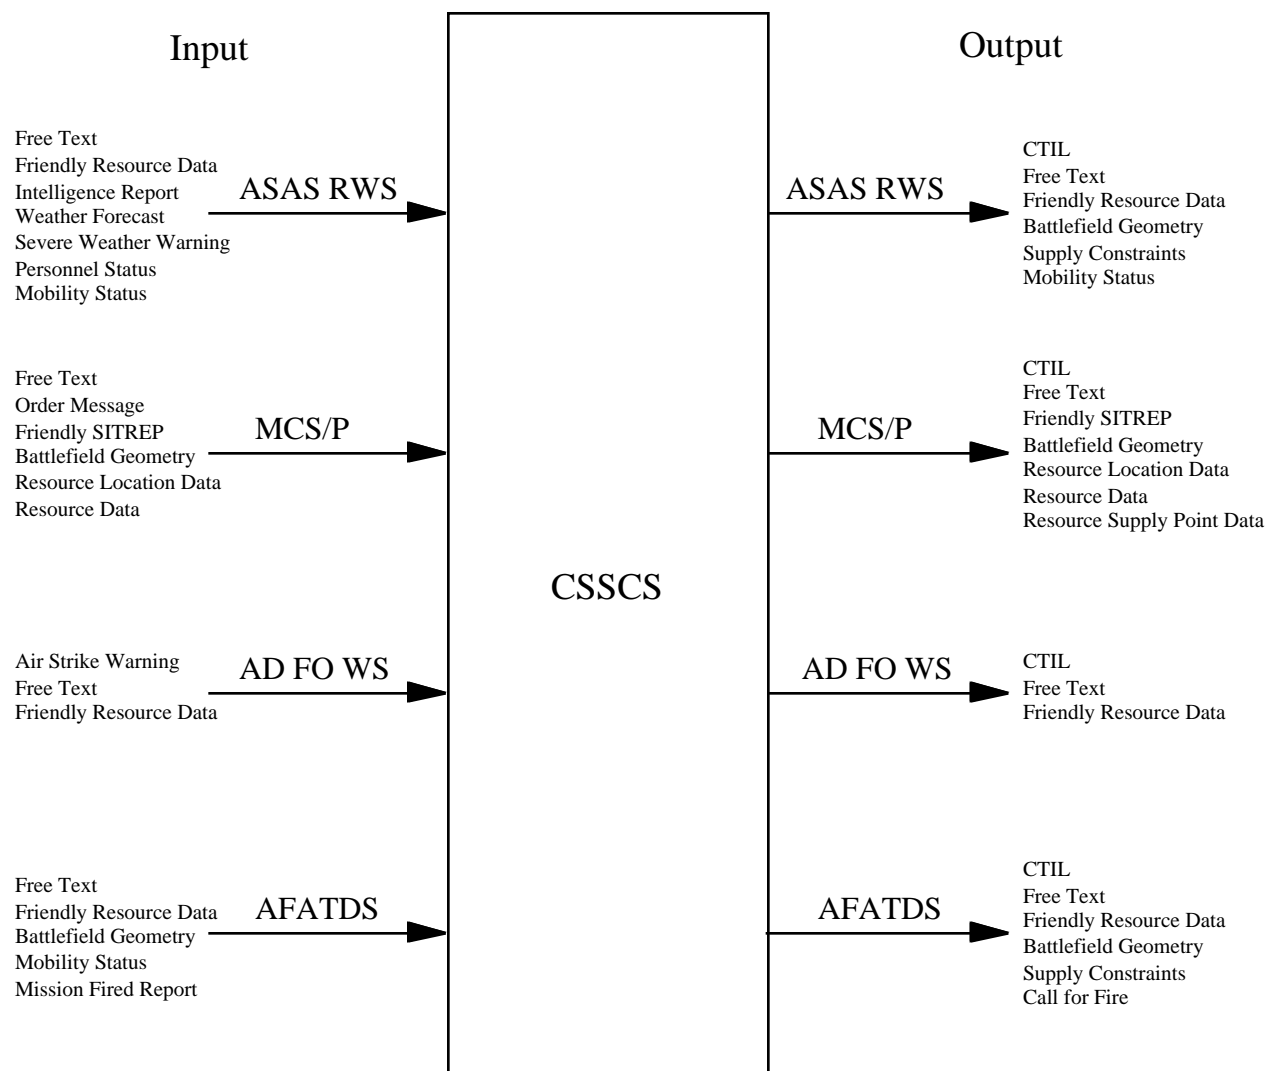 Input
Output
Free Text
Friendly Resource Data
Intelligence Report
Weather Forecast
Severe Weather Warning
Personnel Status
Mobility Status
ASAS RWS
ASAS RWS
CTIL
Free Text
Friendly Resource Data
Battlefield Geometry
Supply Constraints
Mobility Status
Free Text
Order Message
Friendly SITREP
Battlefield Geometry
Resource Location Data
Resource Data
MCS/P
MCS/P
CTIL
Free Text
Friendly SITREP
Battlefield Geometry
Resource Location Data
Resource Data
Resource Supply Point Data
CSSCS
Air Strike Warning
Free Text
Friendly Resource Data
AD FO WS
AD FO WS
CTIL
Free Text
Friendly Resource Data
Free Text
Friendly Resource Data
Battlefield Geometry
Mobility Status
Mission Fired Report
AFATDS
AFATDS
CTIL
Free Text
Friendly Resource Data
Battlefield Geometry
Supply Constraints
Call for Fire